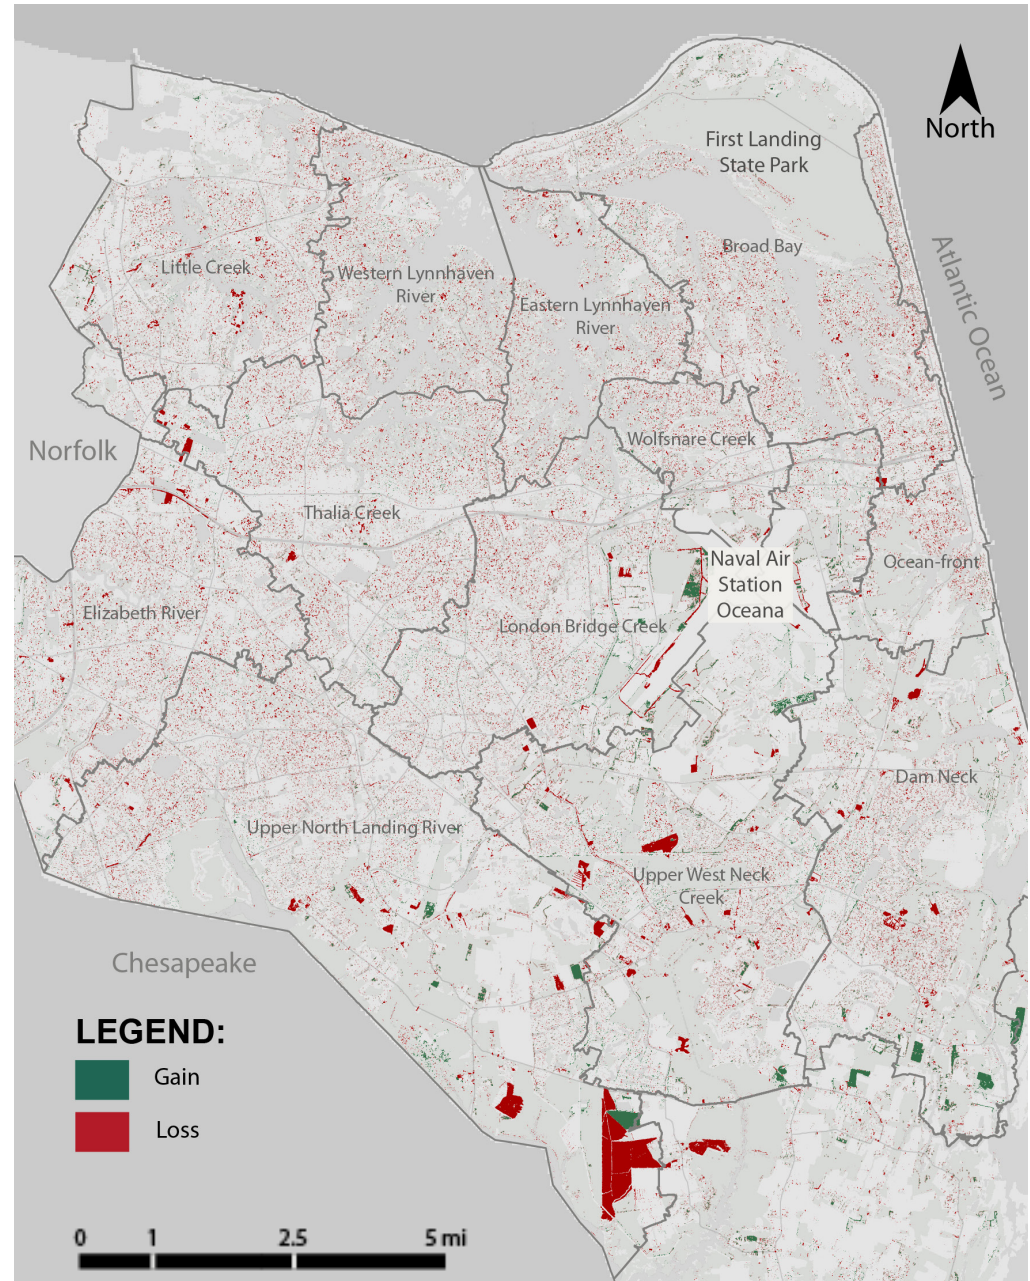 North
First Landing
State Park
Broad Bay
Little Creek
Western Lynnhaven
River
Eastern Lynnhaven
River
Atlantic Ocean
Norfolk
Wolfsnare Creek
Thalia Creek
Naval Air
Station
Oceana
Ocean-front
Elizabeth River
London Bridge Creek
Dam Neck
Upper North Landing River
Upper West Neck
Creek
Chesapeake
LEGEND:
Gain
Loss
0 1 2.5 5 mi